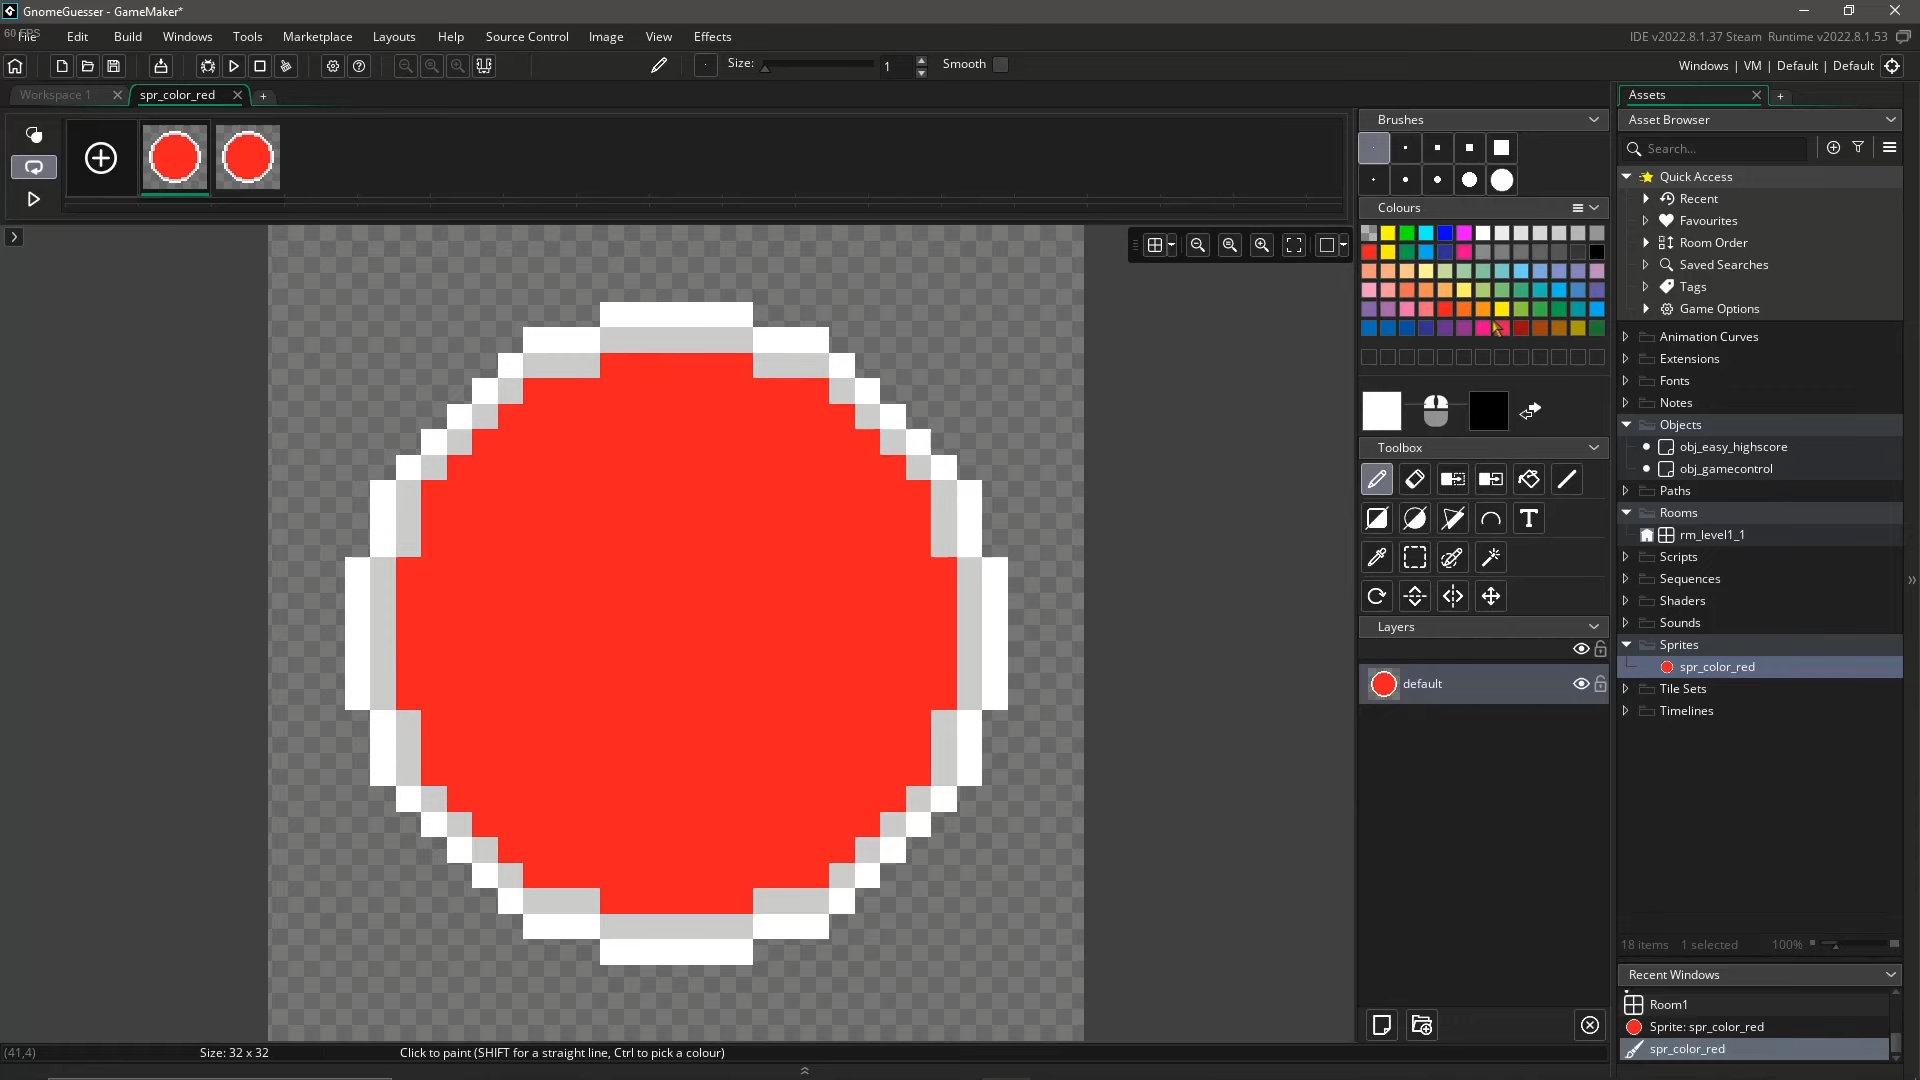 GnomeGuesser - GameMaker*
60 FPS
File Edit Build Windows Tools Marketplace Layouts Help Source Control Image View Effects
IDE v2022.8.1.37 Steam Runtime v2022.8.1.53
Size: 1 Smooth
Windows | VM | Default | Default
Workspace 1
spr_color_red
Assets
Brushes
Asset Browser
Search...
Quick Access
Recent
Favourites
Room Order
Saved Searches
Tags
Game Options
Colours
Animation Curves
Extensions
Fonts
Notes
Objects
obj_easy_highscore
obj_gamecontrol
Paths
Rooms
rm_level1_1
Scripts
Sequences
Shaders
Sounds
Sprites
spr_color_red
Tile Sets
Timelines
Toolbox
T
Layers
default
18 items 1 selected 100%
Recent Windows
Room1
Sprite: spr_color_red
spr_color_red
(41,4)
Size: 32 x 32
Click to paint (SHIFT for a straight line, Ctrl to pick a colour)